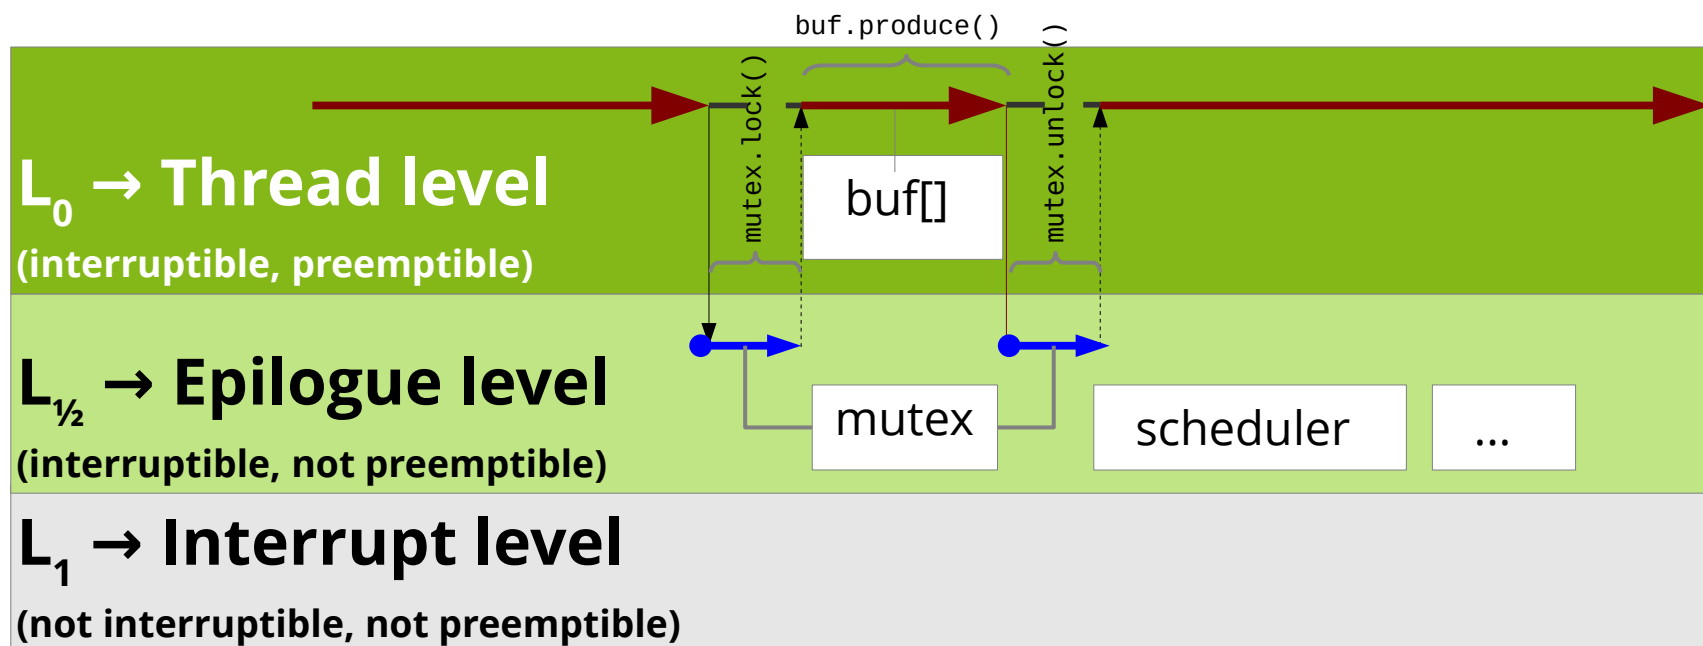 buf.produce()
mutex.lock()
mutex.unlock()
L0 → Thread level
buf[]
(interruptible, preemptible)
L½ → Epilogue level
mutex
scheduler
...
(interruptible, not preemptible)
L1 → Interrupt level
(not interruptible, not preemptible)